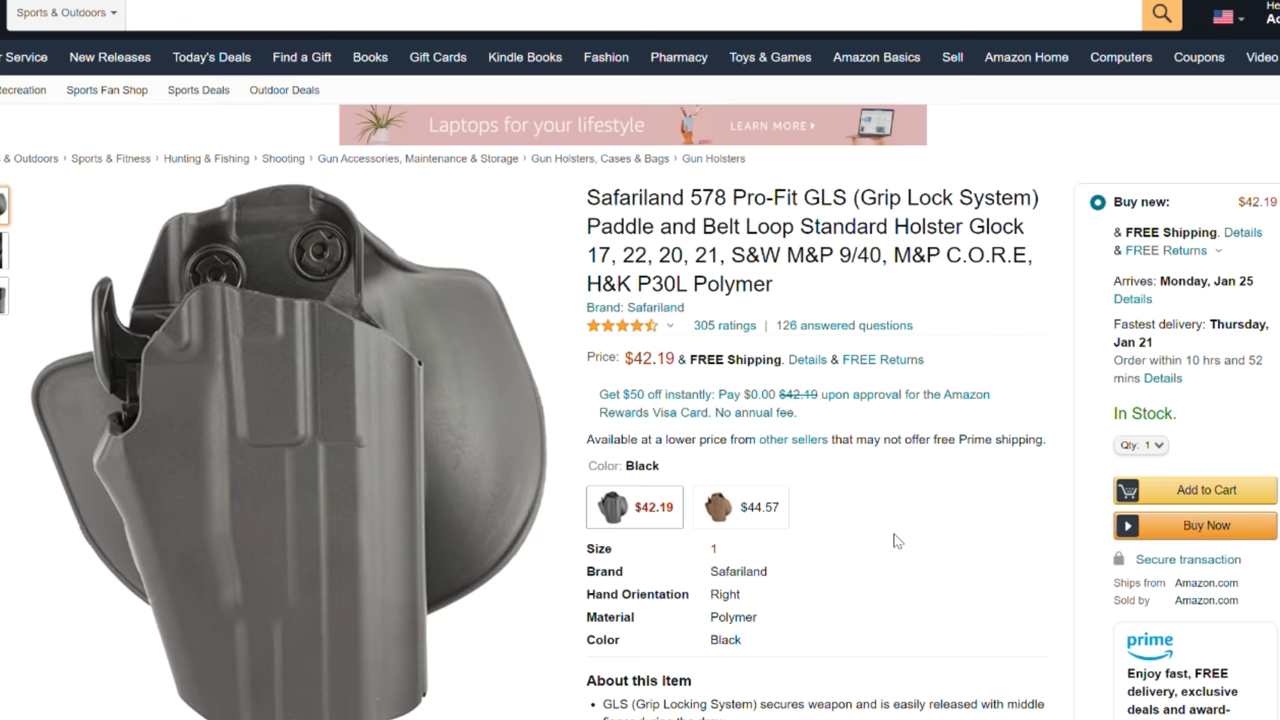 Sports & Outdoors
He
Service
New Releases
Today's Deals
Find a Gift
Books
Gift Cards
Kindle Books
Fashion
Pharmacy
Toys & Games
Amazon Basics
Sell
Amazon Home
Computers
Coupons
Video
Sports Fan Shop
Sports Deals
Outdoor Deals
Laptops for your lifestyle
LEARN MORE
& Outdoors › Sports & Fitness › Hunting & Fishing › Shooting › Gun Accessories, Maintenance & Storage › Gun Holsters, Cases & Bags › Gun Holsters
Safariland 578 Pro-Fit GLS (Grip Lock System)
Paddle and Belt Loop Standard Holster Glock
17, 22, 20, 21, S&W M&P 9/40, M&P C.O.R.E,
H&K P30L Polymer
Brand: Safariland
305 ratings | 126 answered questions
Price: $42.19 & FREE Shipping. Details & FREE Returns
Get $50 off instantly: Pay $0.00 $42.19 upon approval for the Amazon
Rewards Visa Card. No annual fee.
Available at a lower price from other sellers that may not offer free Prime shipping.
Color: Black
$42.19
$44.57
Size 1
Brand Safariland
Hand Orientation Right
Material Polymer
Color Black
About this item
• GLS (Grip Locking System) secures weapon and is easily released with middle
Buy new: $42.19
& FREE Shipping. Details
& FREE Returns
Arrives: Monday, Jan 25
Details
Fastest delivery: Thursday,
Jan 21
Order within 10 hrs and 52
mins Details
In Stock.
Qty: 1
Add to Cart
Buy Now
Secure transaction
Ships from Amazon.com
Sold by Amazon.com
prime
Enjoy fast, FREE
delivery, exclusive
deals and award-